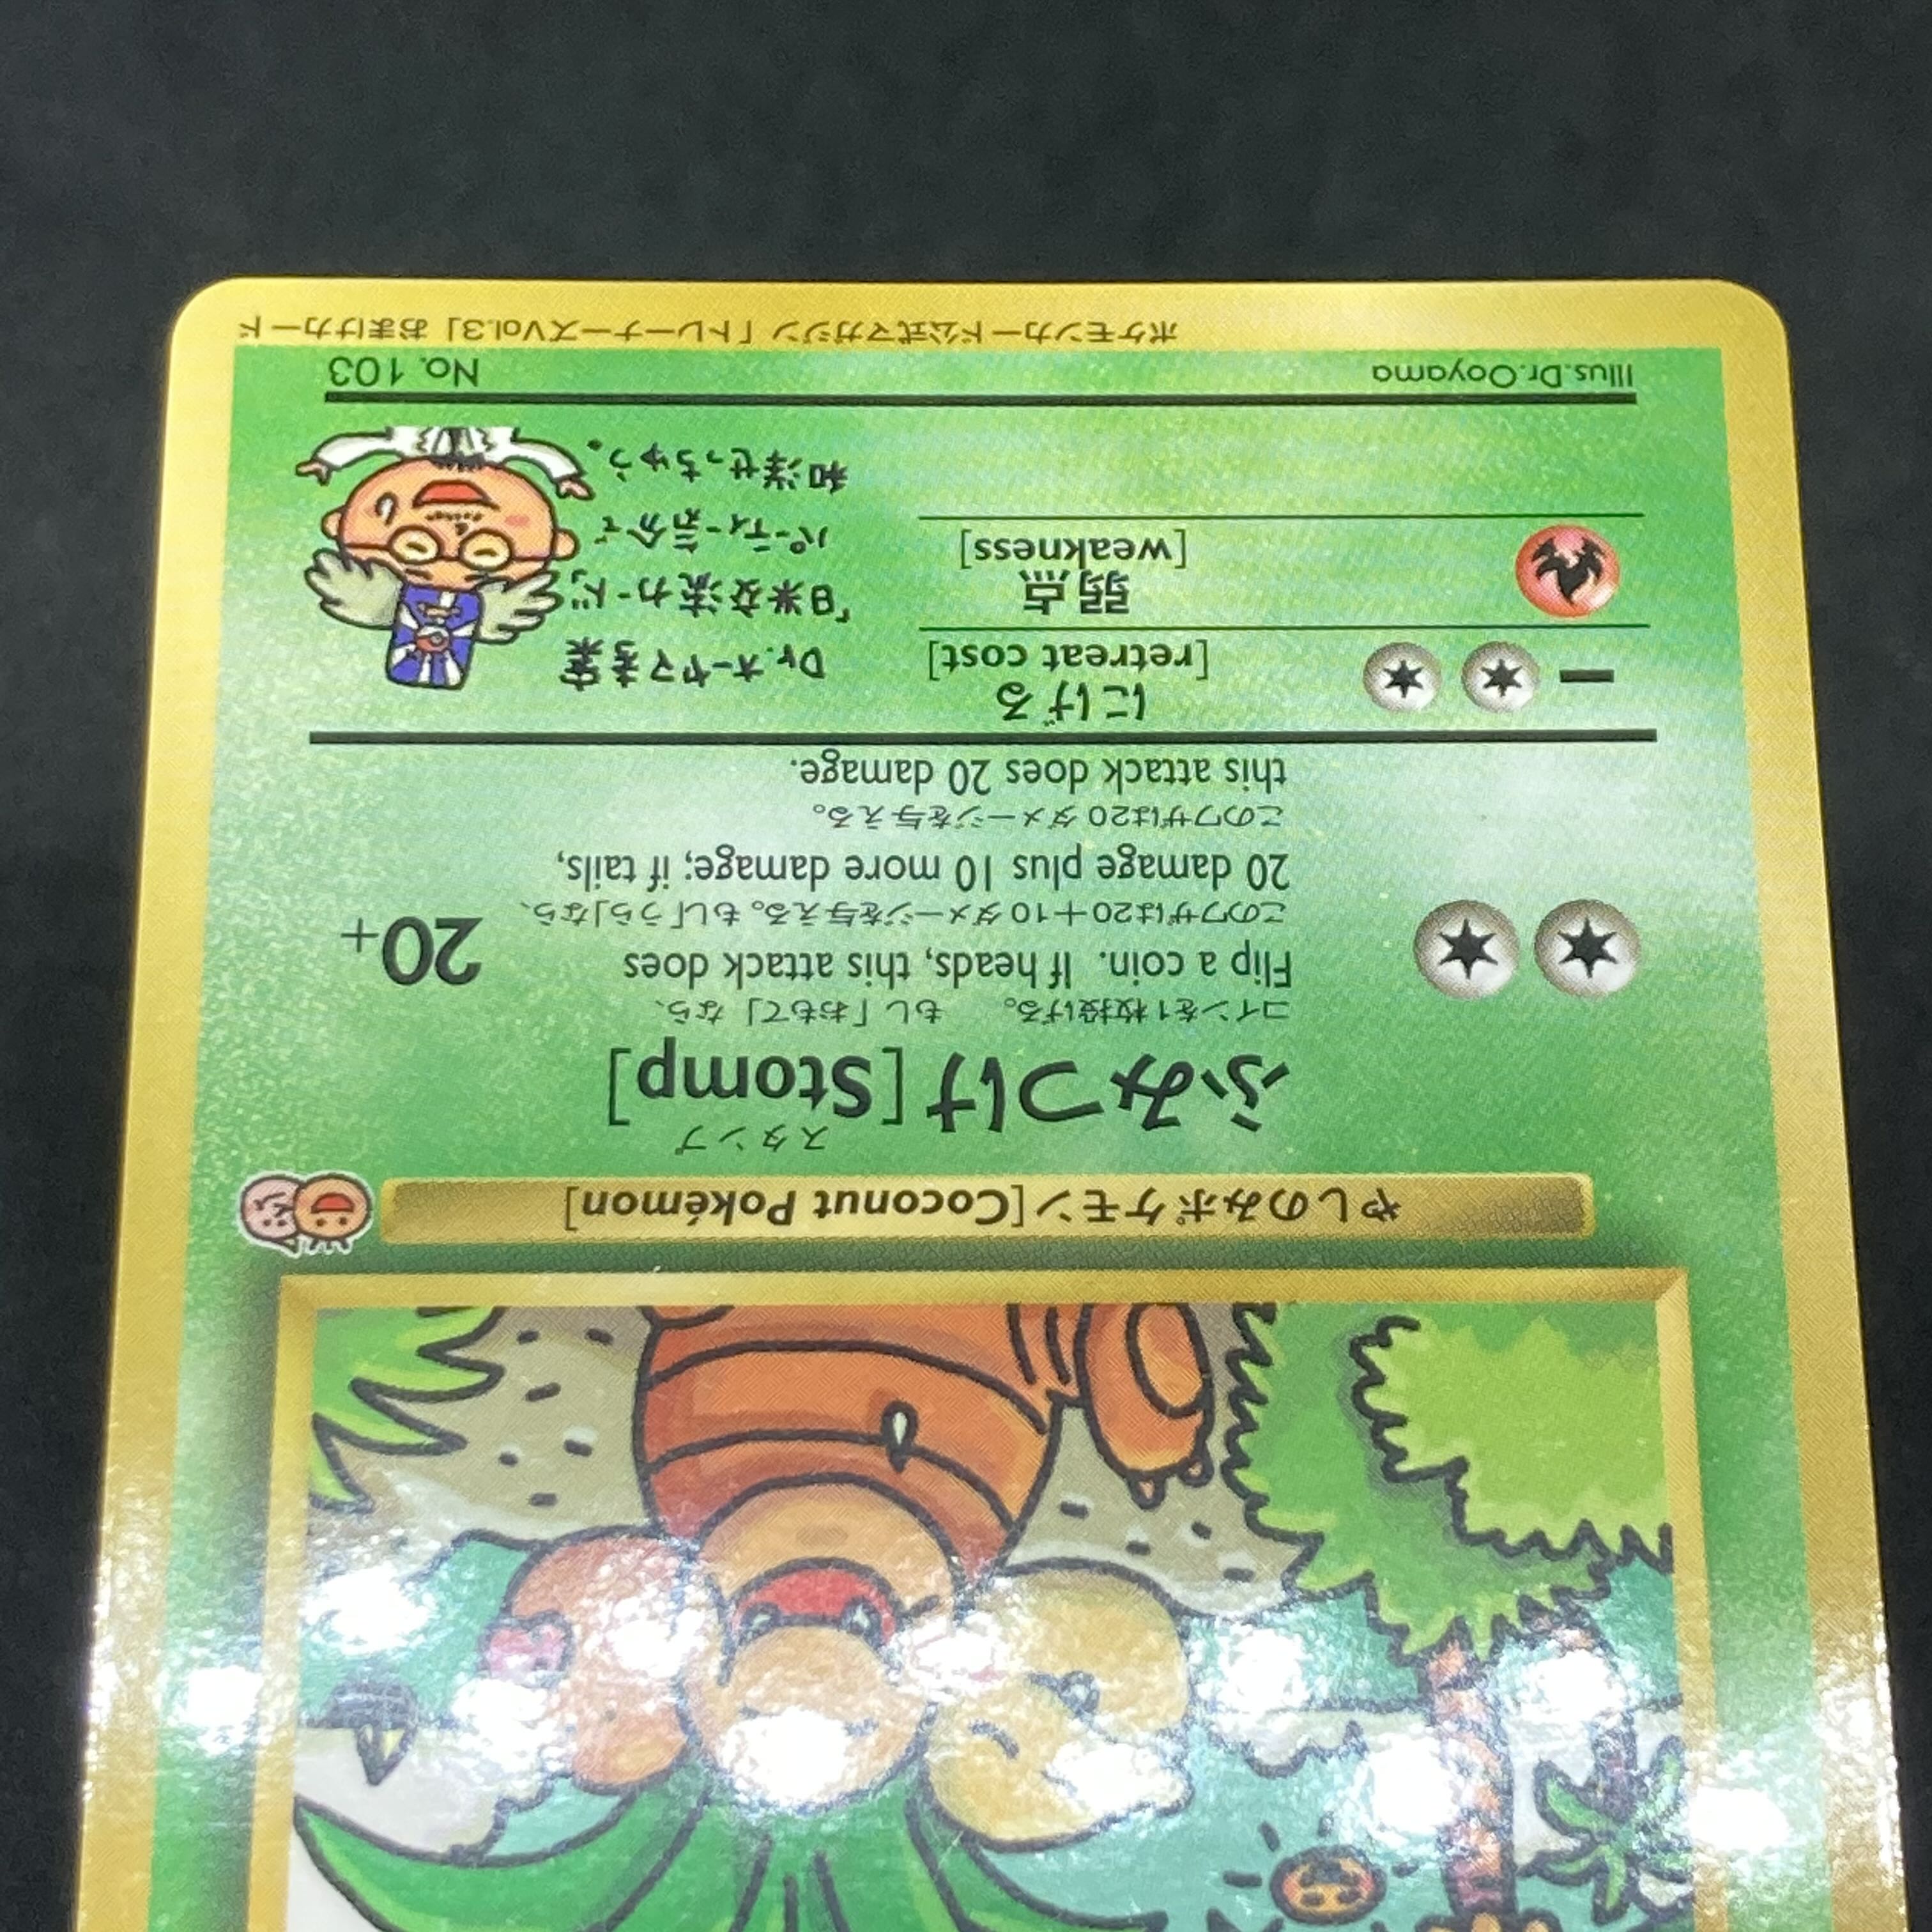 やしのみポケモン[Coconut Pokémon]
スタンプ
ふみつけ[Stomp]
コインを1枚投げる。 もし「おもて」なら、
Flip a coin. If heads, this attack does
20+
このワザは20+10ダメージを与える。もし「うら」なら、
20 damage plus 10 more damage; if tails,
このワザは20ダメージを与える。
this attack does 20 damage.
にげる
[retreat cost]
弱点
[weakness]
Dr.オーヤマ考案
「日米交流カード」
パーティー気分で
和洋せっちゅう。
Illus.Dr.Ooyama
No. 103
ポケモンカード公式マガジン「トレーナーズVol.3」おまけカード